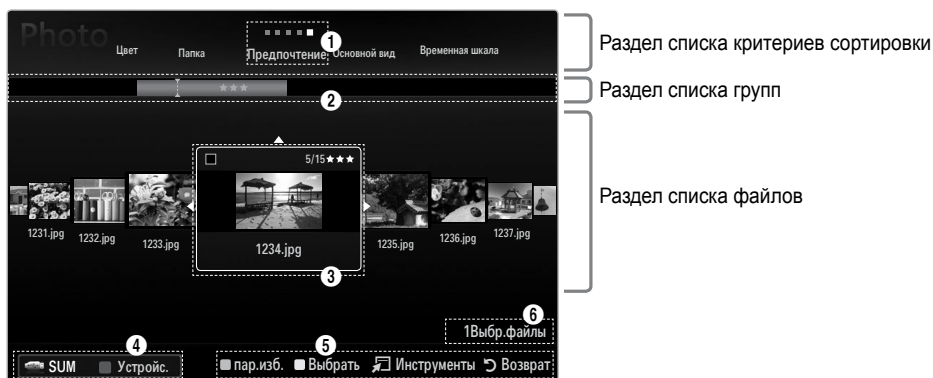 Photo
Цвет Папка Предпочтение Основной вид Временная шкала
1
★★★
2
5/15★★★
1231.jpg 1232.jpg 1233.jpg 1234.jpg 1235.jpg 1236.jpg 1237.jpg
3
6
1Выбр.файлы
4
5
SUM Устройс. пар.изб. Выбрать Инструменты Возврат
Раздел списка критериев сортировки
Раздел списка групп
Раздел списка файлов